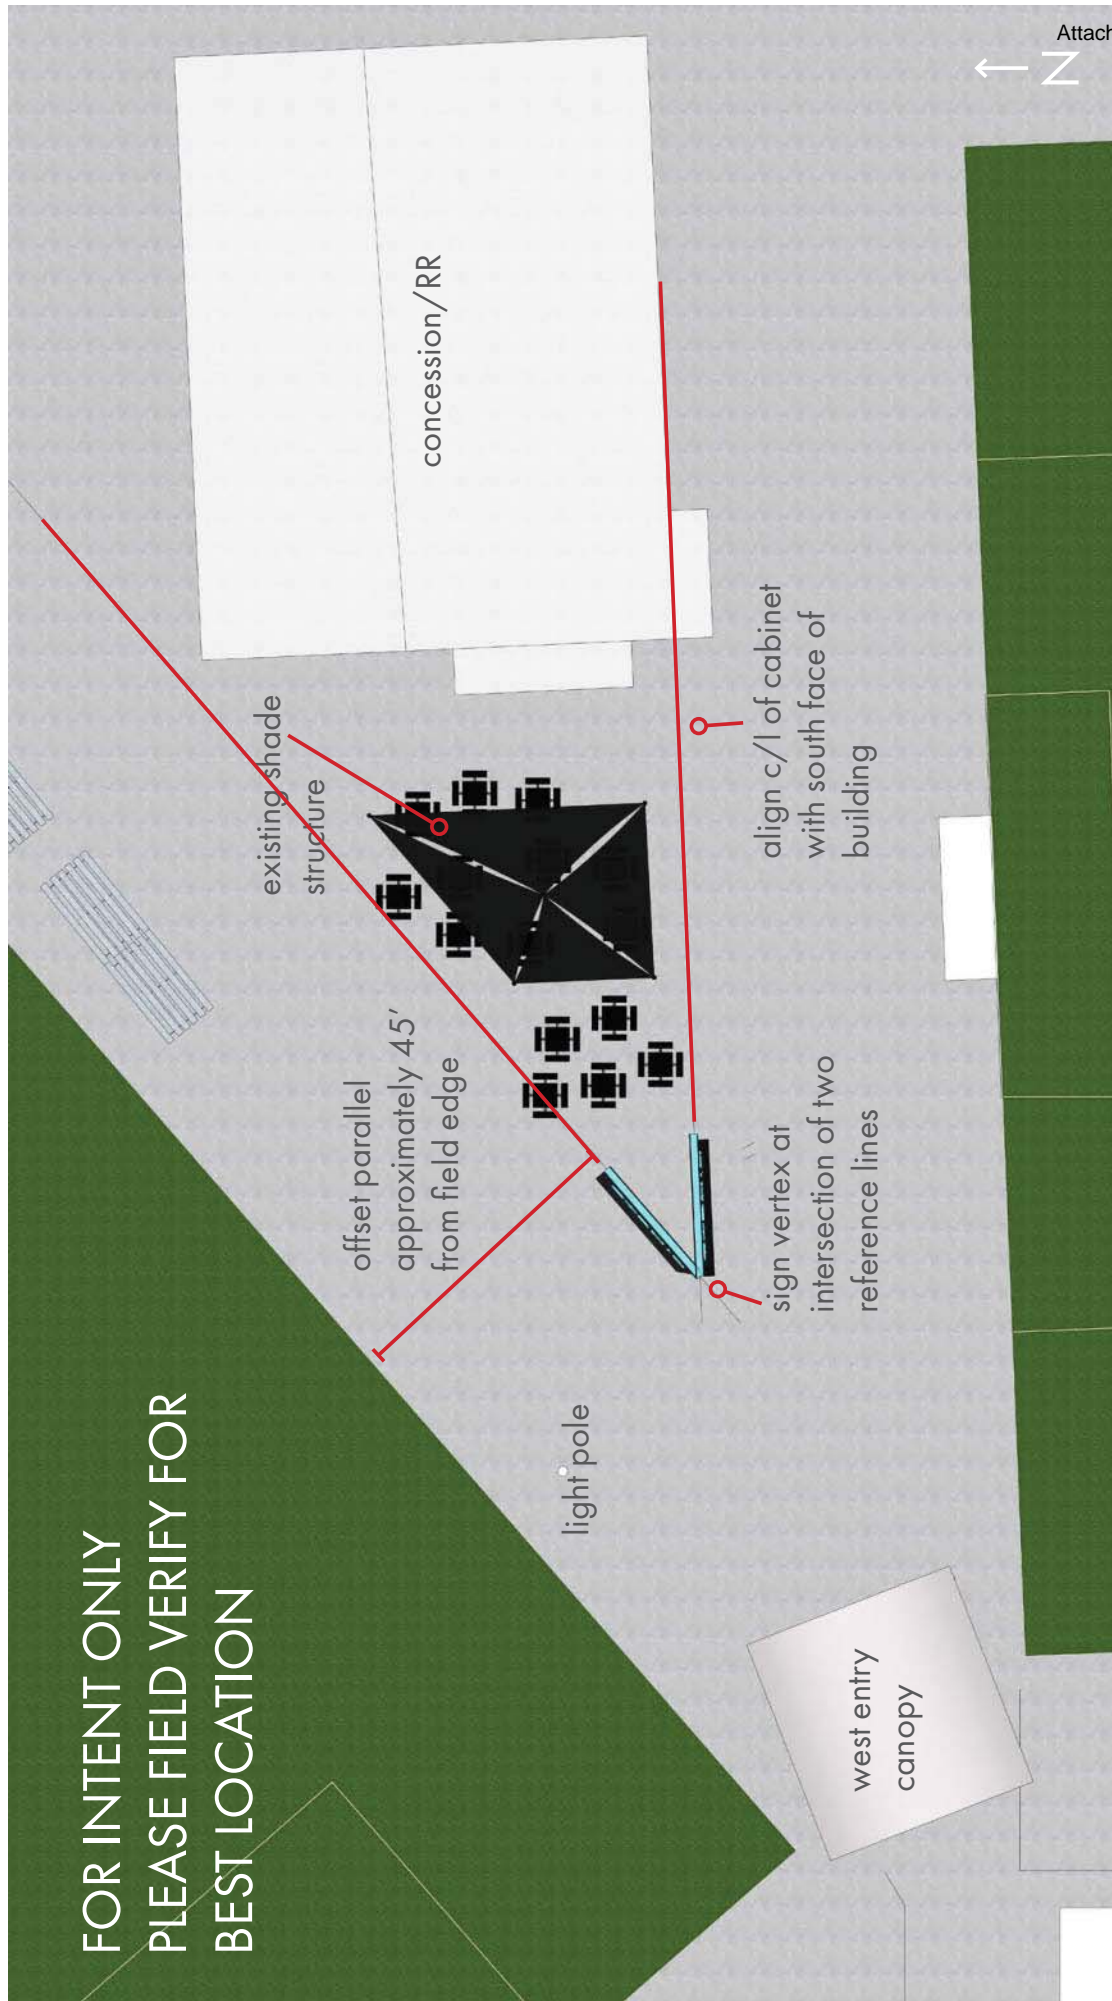 Attach
N
FOR INTENT ONLY
PLEASE FIELD VERIFY FOR
BEST LOCATION
existing shade
structure
concession/RR
offset parallel
approximately 45'
from field edge
align c/l of cabinet
with south face of
building
sign vertex at
intersection of two
reference lines
light pole
west entry
canopy